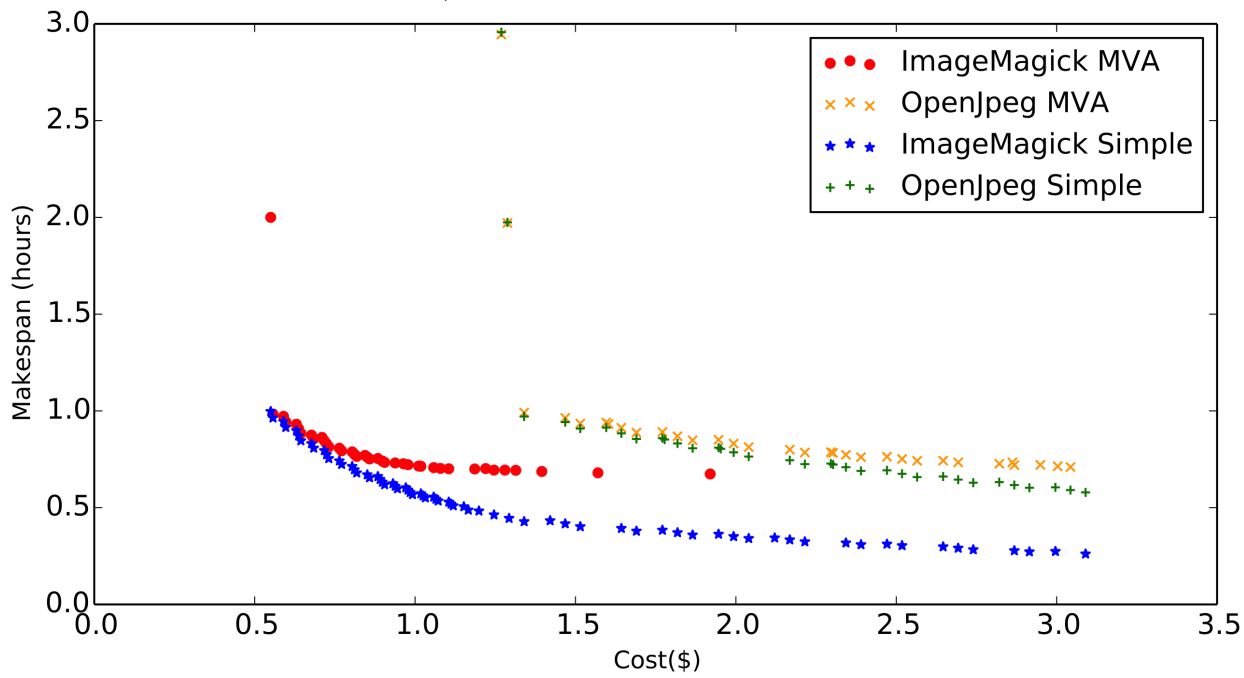 3.0
2.5
2.0
1.5
1.0
0.5
0.0
Makespan (hours)
ImageMagick MVA
OpenJpeg MVA
ImageMagick Simple
OpenJpeg Simple
0.0 0.5 1.0 1.5 2.0 2.5 3.0 3.5
Cost($)